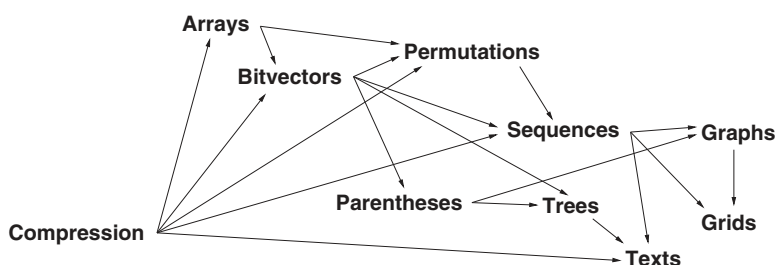 Arrays
Permutations
Bitvectors
Sequences
Graphs
Parentheses
Trees
Grids
Compression
Texts